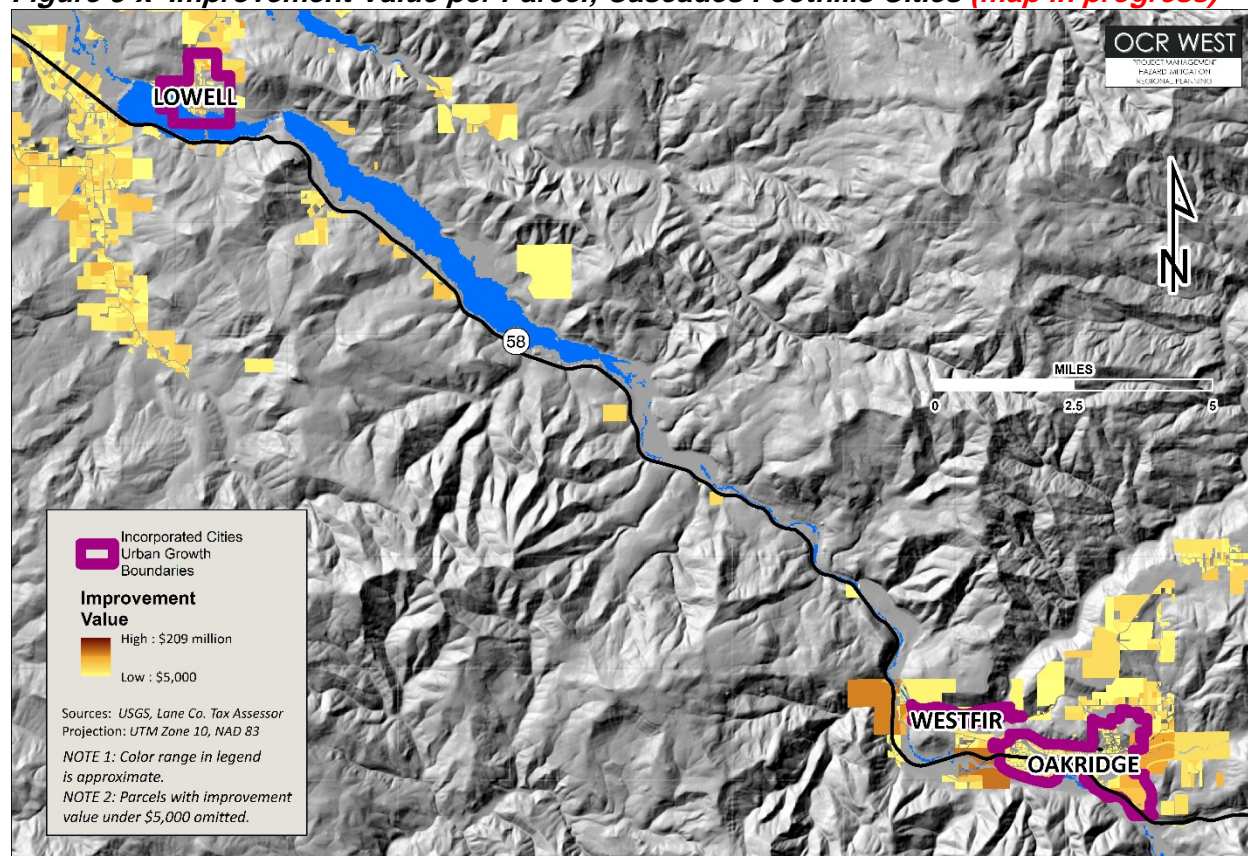 Figure 3-x- Improvement Value per Parcel, Cascades Foothills Cities (map in progress)
OCR WEST
PROJECT MANAGEMENT
HAZARD MITIGATION
REGIONAL PLANNING
LOWELL
N
58
MILES
0 2.5 5
Incorporated Cities
Urban Growth
Boundaries
Improvement
Value
High : $209 million
Low : $5,000
Sources: USGS, Lane Co. Tax Assessor
Projection: UTM Zone 10, NAD 83
NOTE 1: Color range in legend
is approximate.
NOTE 2: Parcels with improvement
value under $5,000 omitted.
WESTFIR
OAKRIDGE